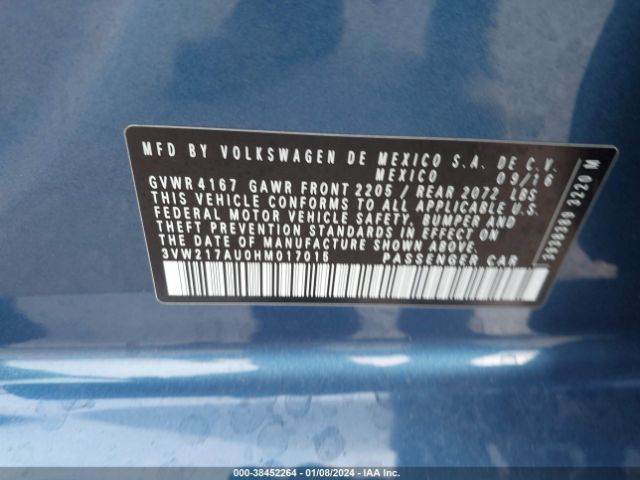 MFD BY VOLKSWAGEN DE MEXICO S.A. DE C.V.
MEXICO 09/16
GVWR 4167 GAWR FRONT 2205 / REAR 2072 LBS
THIS VEHICLE CONFORMS TO ALL APPLICABLE U.S.
FEDERAL MOTOR VEHICLE SAFETY, BUMPER AND
THEFT PREVENTION STANDARDS IN EFFECT ON
THE DATE OF MANUFACTURE SHOWN ABOVE.
3VW217AU0HM017015 PASSENGER CAR
3220 M
000-38452264 - 01/08/2024 - IAA Inc.